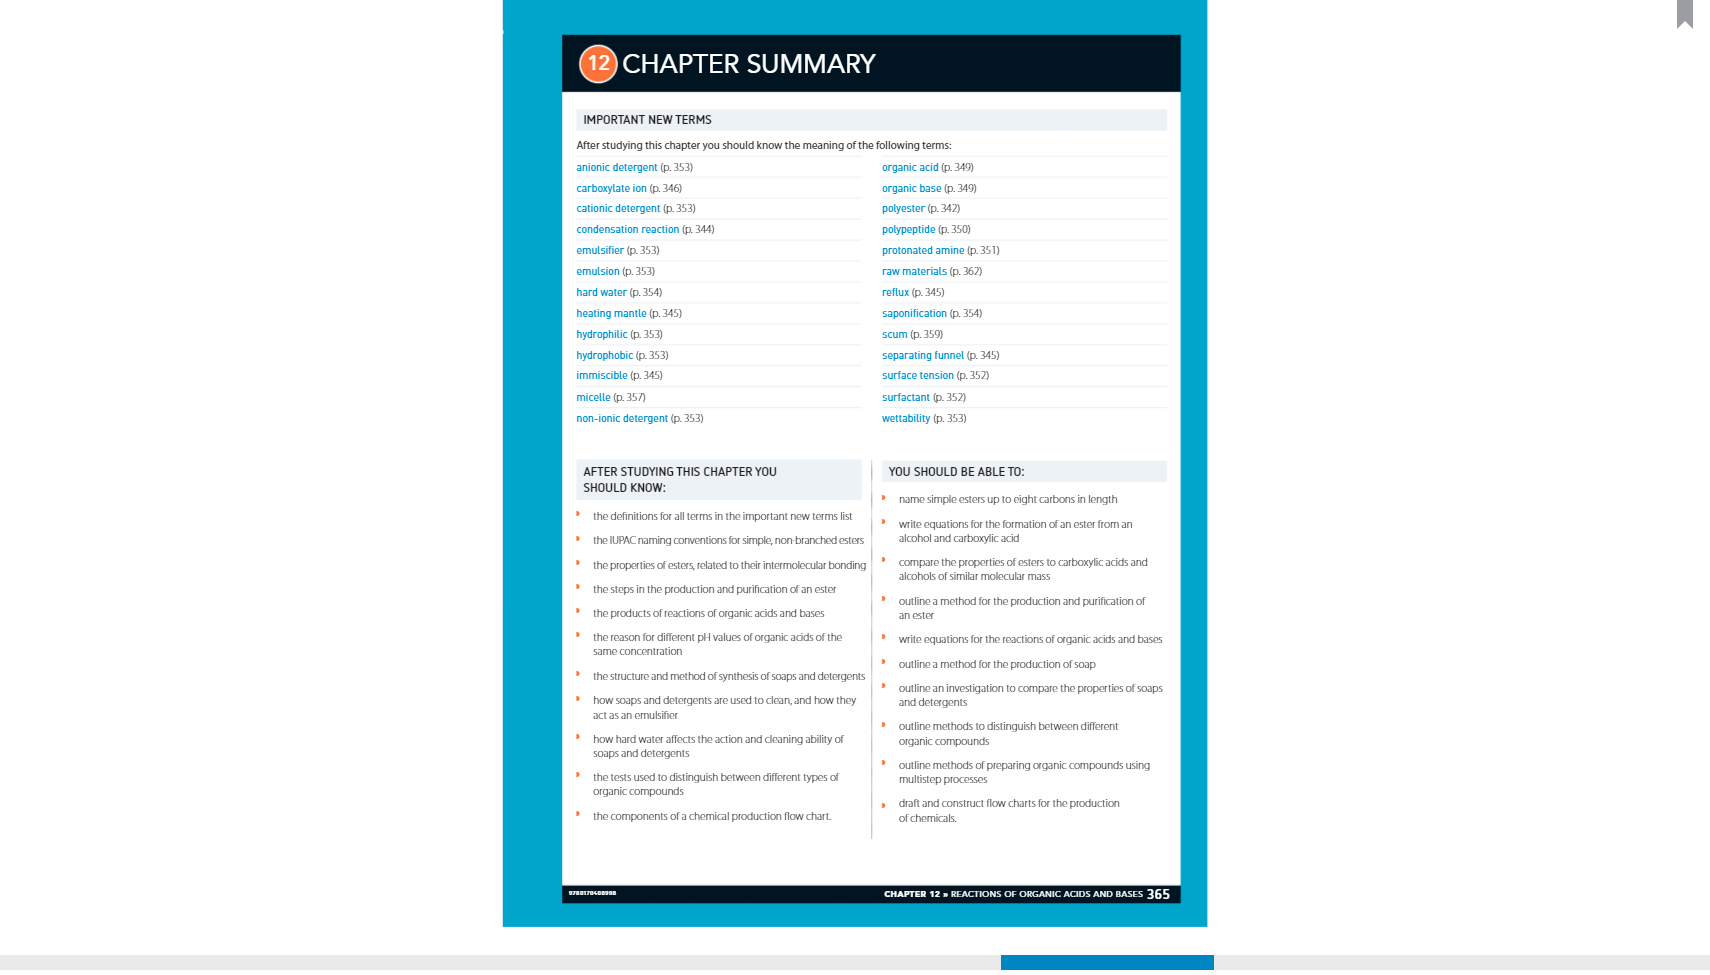 12 CHAPTER SUMMARY
IMPORTANT NEW TERMS
After studying this chapter you should know the meaning of the following terms:
anionic detergent (p. 353)
carboxylate ion (p. 346)
cationic detergent (p. 353)
condensation reaction (p. 344)
emulsifier (p. 353)
emulsion (p. 353)
hard water (p. 354)
heating mantle (p. 345)
hydrophilic (p. 353)
hydrophobic (p. 353)
immiscible (p. 345)
micelle (p. 357)
non-ionic detergent (p. 353)
organic acid (p. 349)
organic base (p. 349)
polyester (p. 342)
polypeptide (p. 350)
protonated amine (p. 351)
raw materials (p. 362)
reflux (p. 345)
saponification (p. 354)
scum (p. 359)
separating funnel (p. 345)
surface tension (p. 352)
surfactant (p. 352)
wettability (p. 353)
AFTER STUDYING THIS CHAPTER YOU
SHOULD KNOW:
the definitions for all terms in the important new terms list
the IUPAC naming conventions for simple, non-branched esters
the properties of esters, related to their intermolecular bonding
the steps in the production and purification of an ester
the products of reactions of organic acids and bases
the reason for different pH values of organic acids of the
same concentration
the structure and method of synthesis of soaps and detergents
how soaps and detergents are used to clean, and how they
act as an emulsifier
how hard water affects the action and cleaning ability of
soaps and detergents
the tests used to distinguish between different types of
organic compounds
the components of a chemical production flow chart.
YOU SHOULD BE ABLE TO:
name simple esters up to eight carbons in length
write equations for the formation of an ester from an
alcohol and carboxylic acid
compare the properties of esters to carboxylic acids and
alcohols of similar molecular mass
outline a method for the production and purification of
an ester
write equations for the reactions of organic acids and bases
outline a method for the production of soap
outline an investigation to compare the properties of soaps
and detergents
outline methods to distinguish between different
organic compounds
outline methods of preparing organic compounds using
multistep processes
draft and construct flow charts for the production
of chemicals.
9780170408998
CHAPTER 12 » REACTIONS OF ORGANIC ACIDS AND BASES 365